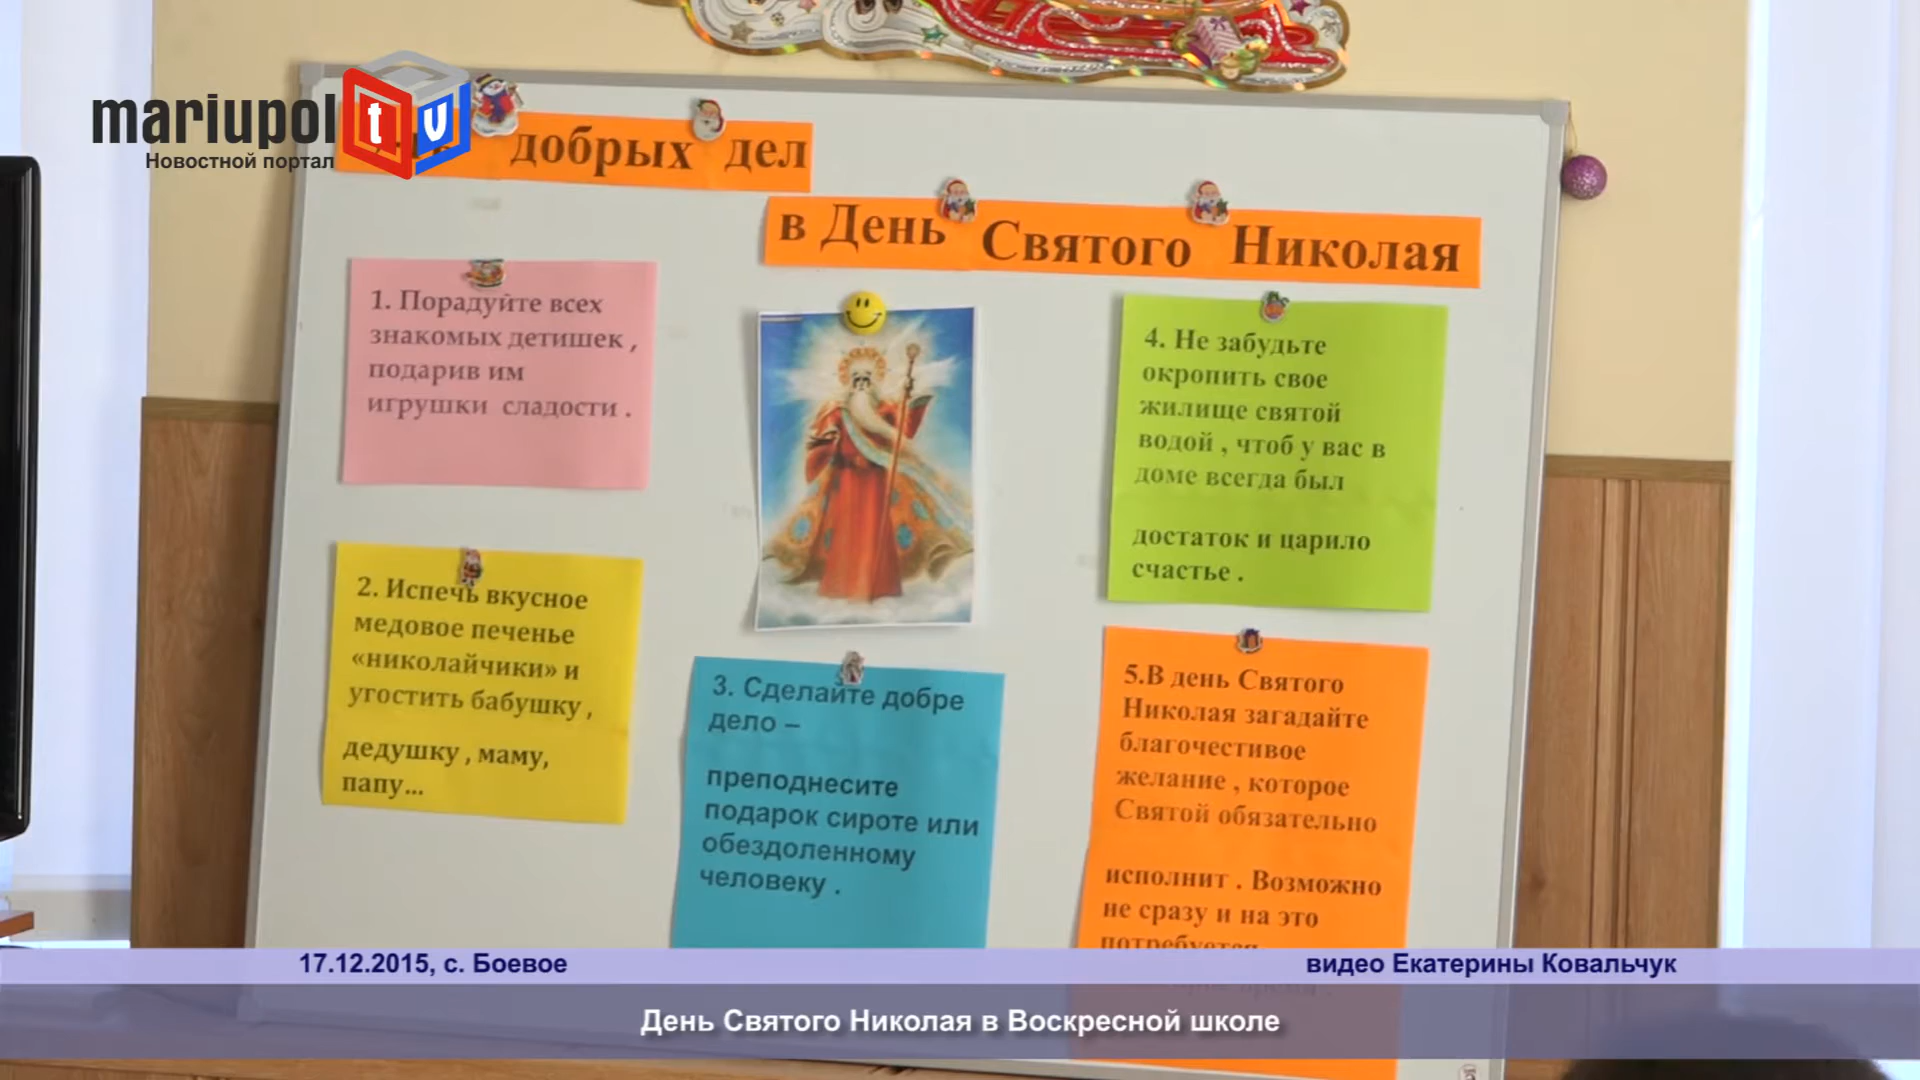 mariupol tv
Новостной портал
добрых дел
в День Святого Николая
1. Порадуйте всех
знакомых детишек ,
подарив им
игрушки сладости .
2. Испечь вкусное
медовое печенье
«николайчики» и
угостить бабушку ,
дедушку , маму,
папу...
3. Сделайте добре
дело –
преподнесите
подарок сироте или
обездоленному
человеку .
4. Не забудьте
окропить свое
жилище святой
водой , чтоб у вас в
доме всегда был
достаток и царило
счастье .
5.В день Святого
Николая загадайте
благочестивое
желание , которое
Святой обязательно
исполнит . Возможно
не сразу и на это
потребуется
17.12.2015, с. Боевое
видео Екатерины Ковальчук
День Святого Николая в Воскресной школе